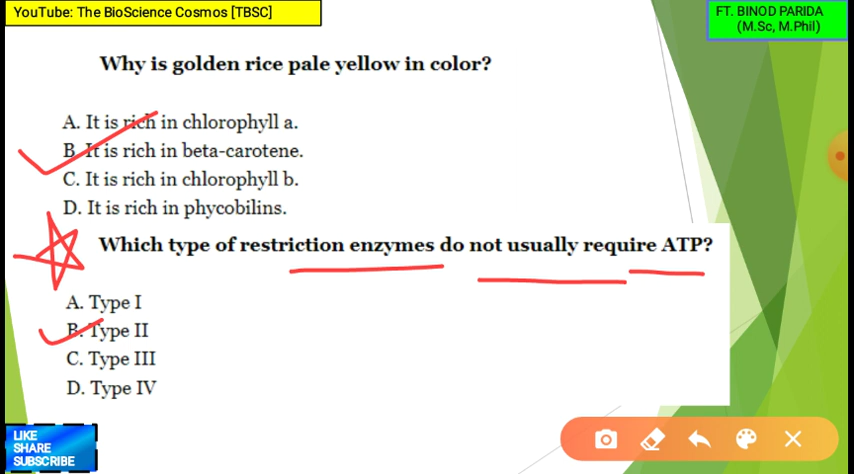 YouTube: The BioScience Cosmos [TBSC]
FT. BINOD PARIDA
(M.Sc, M.Phil)
Why is golden rice pale yellow in color?
A. It is rich in chlorophyll a.
B. It is rich in beta-carotene.
C. It is rich in chlorophyll b.
D. It is rich in phycobilins.
Which type of restriction enzymes do not usually require ATP?
A. Type I
B. Type II
C. Type III
D. Type IV
LIKE
SHARE
SUBSCRIBE